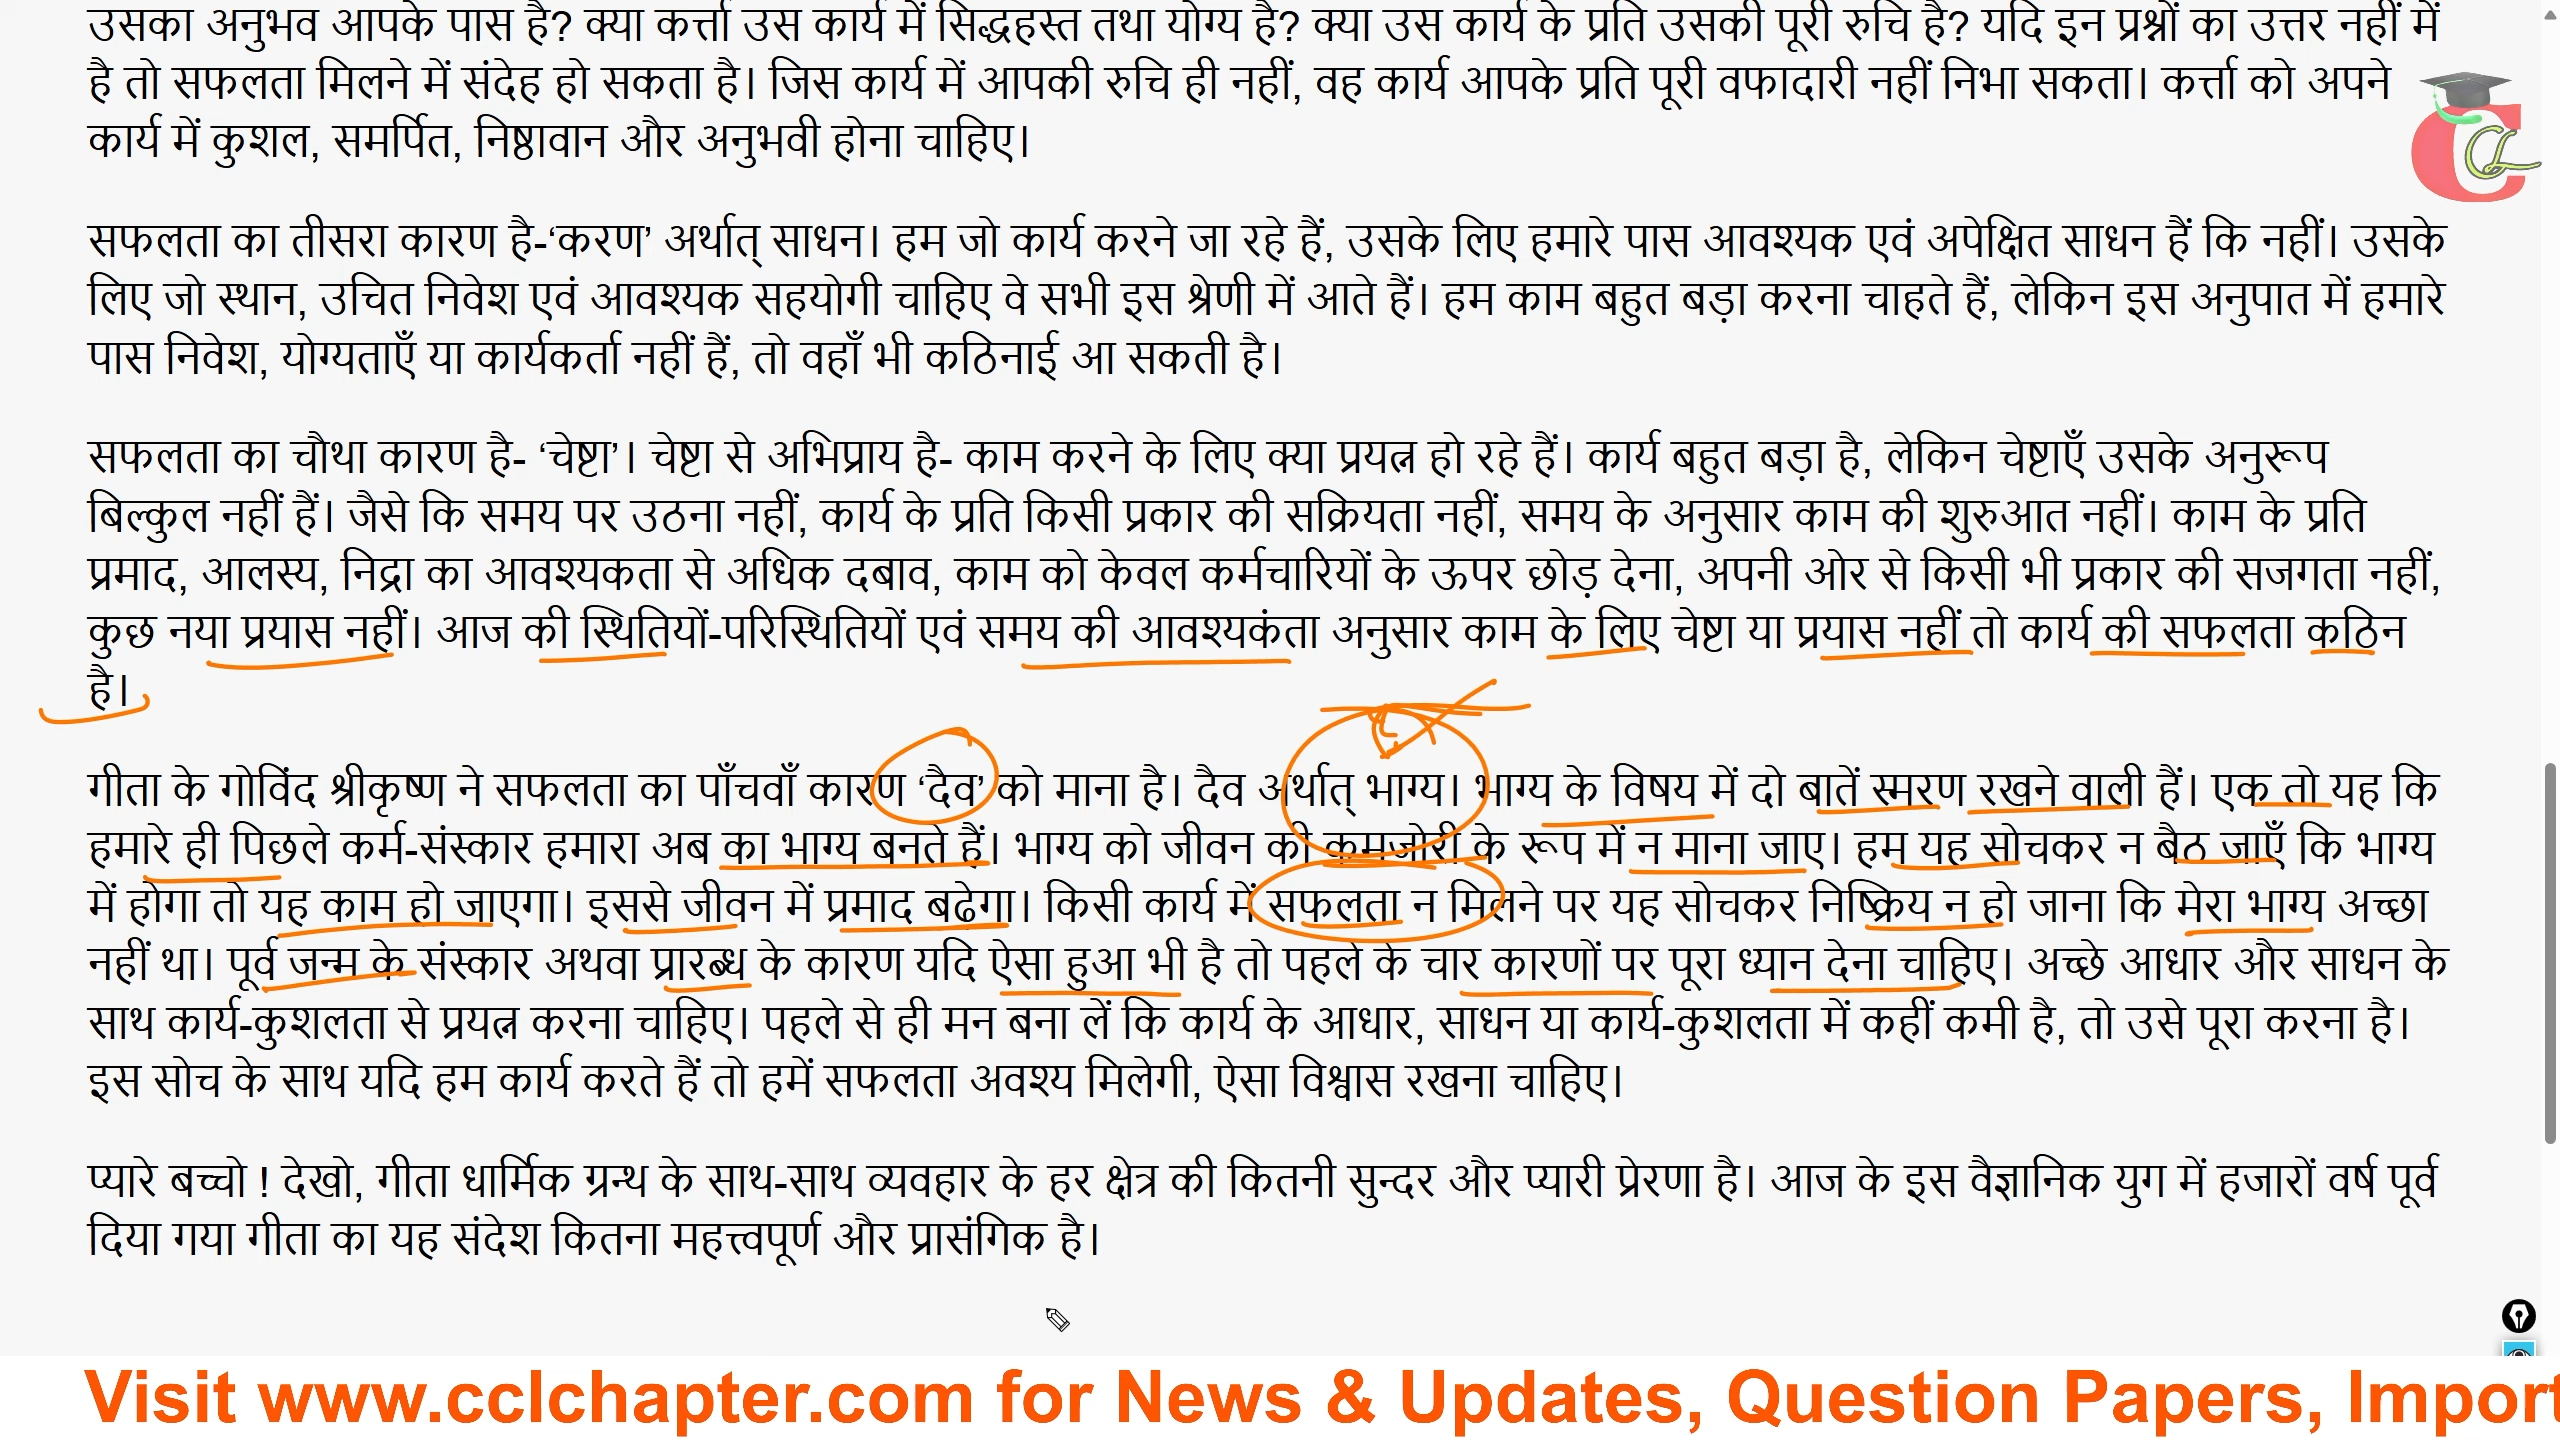 उसका अनुभव आपके पास है? क्या कर्त्ता उस कार्य में सिद्धहस्त तथा योग्य है? क्या उस कार्य के प्रति उसकी पूरी रुचि है? यदि इन प्रश्नों का उत्तर नहीं में
है तो सफलता मिलने में संदेह हो सकता है। जिस कार्य में आपकी रुचि ही नहीं, वह कार्य आपके प्रति पूरी वफादारी नहीं निभा सकता। कर्त्ता को अपने
कार्य में कुशल, समर्पित, निष्ठावान और अनुभवी होना चाहिए।
सफलता का तीसरा कारण है-‘करण’ अर्थात् साधन। हम जो कार्य करने जा रहे हैं, उसके लिए हमारे पास आवश्यक एवं अपेक्षित साधन हैं कि नहीं। उसके
लिए जो स्थान, उचित निवेश एवं आवश्यक सहयोगी चाहिए वे सभी इस श्रेणी में आते हैं। हम काम बहुत बड़ा करना चाहते हैं, लेकिन इस अनुपात में हमारे
पास निवेश, योग्यताएँ या कार्यकर्ता नहीं हैं, तो वहाँ भी कठिनाई आ सकती है।
सफलता का चौथा कारण है- ‘चेष्टा’। चेष्टा से अभिप्राय है- काम करने के लिए क्या प्रयत्न हो रहे हैं। कार्य बहुत बड़ा है, लेकिन चेष्टाएँ उसके अनुरूप
बिल्कुल नहीं हैं। जैसे कि समय पर उठना नहीं, कार्य के प्रति किसी प्रकार की सक्रियता नहीं, समय के अनुसार काम की शुरुआत नहीं। काम के प्रति
प्रमाद, आलस्य, निद्रा का आवश्यकता से अधिक दबाव, काम को केवल कर्मचारियों के ऊपर छोड़ देना, अपनी ओर से किसी भी प्रकार की सजगता नहीं,
कुछ नया प्रयास नहीं। आज की स्थितियों-परिस्थितियों एवं समय की आवश्यकंता अनुसार काम के लिए चेष्टा या प्रयास नहीं तो कार्य की सफलता कठिन
है।
गीता के गोविंद श्रीकृष्ण ने सफलता का पाँचवाँ कारण ‘दैव’ को माना है। दैव अर्थात् भाग्य। भाग्य के विषय में दो बातें स्मरण रखने वाली हैं। एक तो यह कि
हमारे ही पिछले कर्म-संस्कार हमारा अब का भाग्य बनते हैं। भाग्य को जीवन की कमजोरी के रूप में न माना जाए। हम यह सोचकर न बैठ जाएँ कि भाग्य
में होगा तो यह काम हो जाएगा। इससे जीवन में प्रमाद बढ़ेगा। किसी कार्य में सफलता न मिलने पर यह सोचकर निष्क्रिय न हो जाना कि मेरा भाग्य अच्छा
नहीं था। पूर्व जन्म के संस्कार अथवा प्रारब्ध के कारण यदि ऐसा हुआ भी है तो पहले के चार कारणों पर पूरा ध्यान देना चाहिए। अच्छे आधार और साधन के
साथ कार्य-कुशलता से प्रयत्न करना चाहिए। पहले से ही मन बना लें कि कार्य के आधार, साधन या कार्य-कुशलता में कहीं कमी है, तो उसे पूरा करना है।
इस सोच के साथ यदि हम कार्य करते हैं तो हमें सफलता अवश्य मिलेगी, ऐसा विश्वास रखना चाहिए।
प्यारे बच्चो ! देखो, गीता धार्मिक ग्रन्थ के साथ-साथ व्यवहार के हर क्षेत्र की कितनी सुन्दर और प्यारी प्रेरणा है। आज के इस वैज्ञानिक युग में हजारों वर्ष पूर्व
दिया गया गीता का यह संदेश कितना महत्त्वपूर्ण और प्रासंगिक है।
Visit www.cclchapter.com for News & Updates, Question Papers, Import